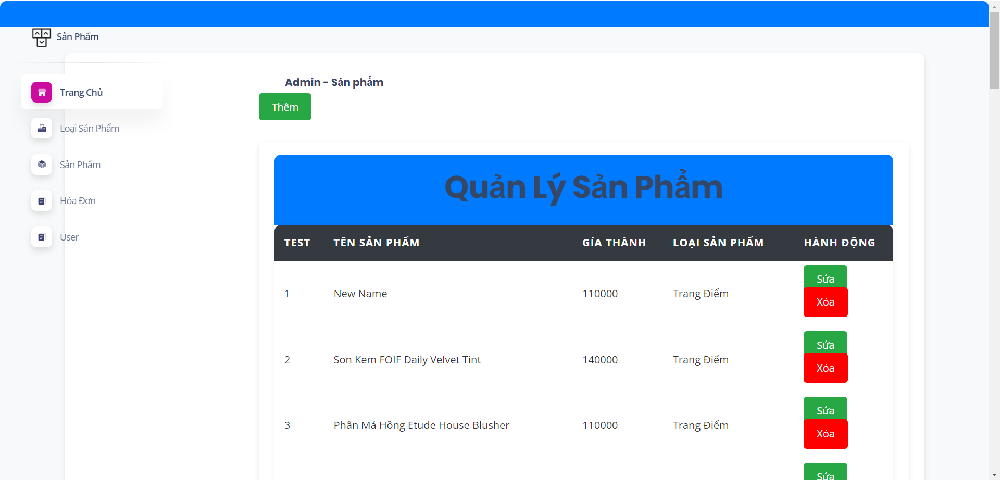 Sản Phẩm
Trang Chủ
Loại Sản Phẩm
Sản Phẩm
Hóa Đơn
User
Admin - Sản phẩm
Thêm
Quản Lý Sản Phẩm
TEST TÊN SẢN PHẨM GÍA THÀNH LOẠI SẢN PHẨM HÀNH ĐỘNG
1 New Name 110000 Trang Điểm Sửa
Xóa
2 Son Kem FOIF Daily Velvet Tint 140000 Trang Điểm Sửa
Xóa
3 Phấn Má Hồng Etude House Blusher 110000 Trang Điểm Sửa
Xóa
Sửa